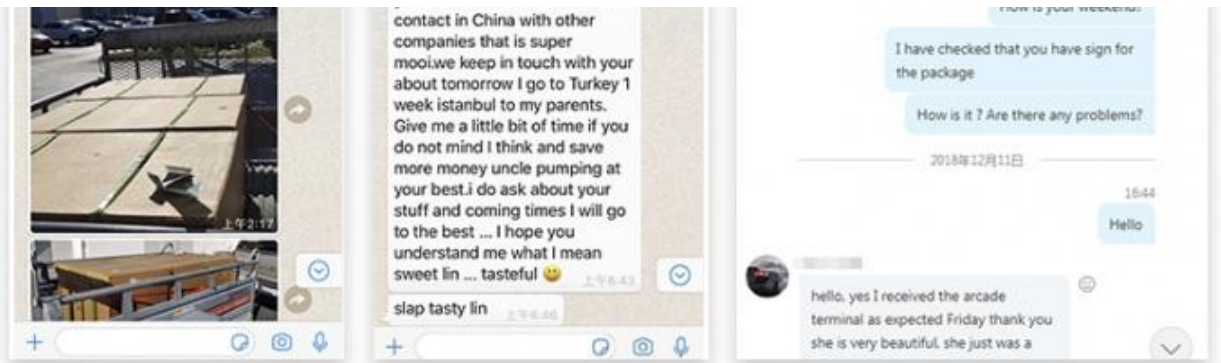 上午2:17
contact in China with other
companies that is super
mooi.we keep in touch with your
about tomorrow I go to Turkey 1
week istanbul to my parents.
Give me a little bit of time if you
do not mind I think and save
more money uncle pumping at
your best.i do ask about your
stuff and coming times I will go
to the best ... I hope you
understand me what I mean
sweet lin ... tasteful 😀
上午6:43
slap tasty lin
上午6:46
How is your weekend?
I have checked that you have sign for
the package
How is it ? Are there any problems?
2018年12月11日
16:44
Hello
hello, yes I received the arcade
terminal as expected Friday thank you
she is very beautiful. she just was a